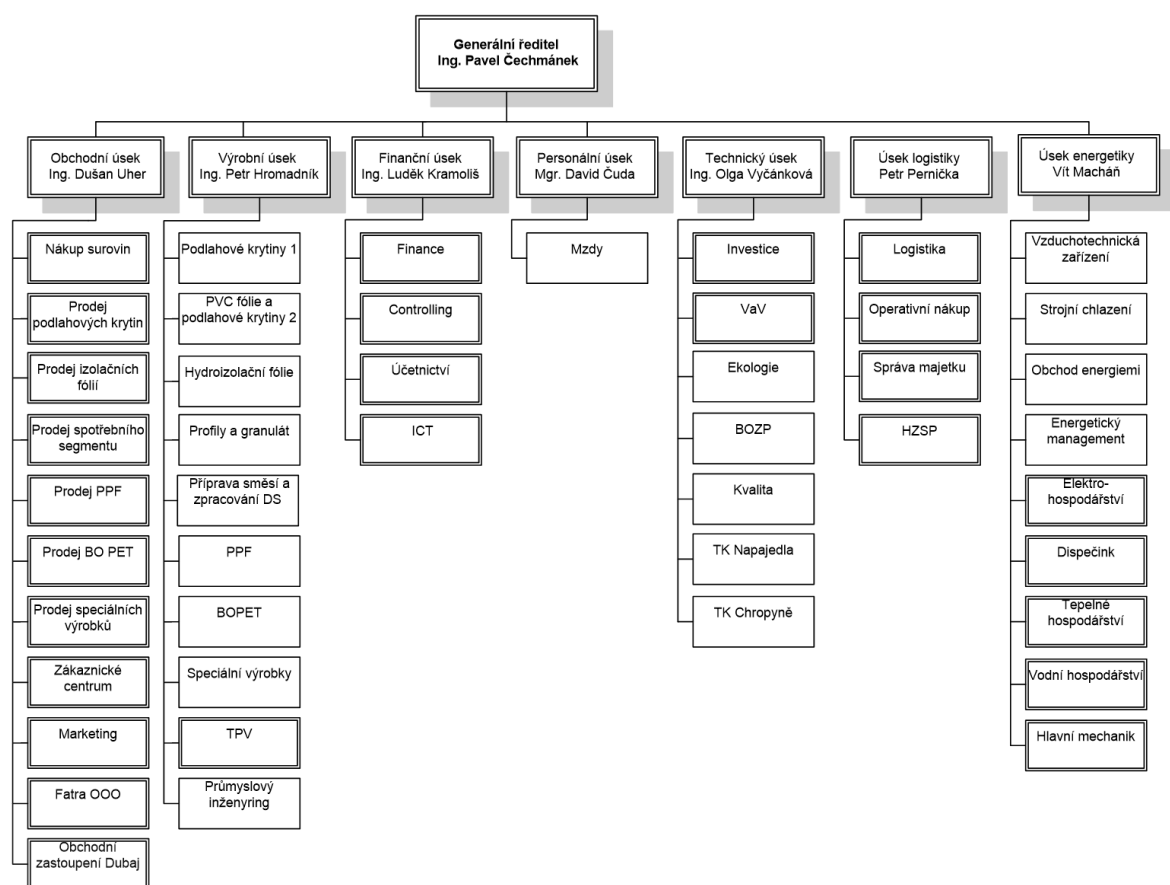 Generální ředitel
Ing. Pavel Čechmánek
Obchodní úsek
Ing. Dušan Uher
Výrobní úsek
Ing. Petr Hromadník
Finanční úsek
Ing. Luděk Kramoliš
Personální úsek
Mgr. David Čuda
Technický úsek
Ing. Olga Vyčánková
Úsek logistiky
Petr Pernička
Úsek energetiky
Vít Macháň
Nákup surovin
Prodej
podlahových krytin
Prodej izolačních
fólií
Prodej spotřebního
segmentu
Prodej PPF
Prodej BO PET
Prodej speciálních
výrobků
Zákaznické
centrum
Marketing
Fatra OOO
Obchodní
zastoupení Dubaj
Podlahové krytiny 1
PVC fólie a
podlahové krytiny 2
Hydroizolační fólie
Profily a granulát
Příprava směsí a
zpracování DS
PPF
BOPET
Speciální výrobky
TPV
Průmyslový
inženyring
Finance
Controlling
Účetnictví
ICT
Mzdy
Investice
VaV
Ekologie
BOZP
Kvalita
TK Napajedla
TK Chropyně
Logistika
Operativní nákup
Správa majetku
HZSP
Vzduchotechnická
zařízení
Strojní chlazení
Obchod energiemi
Energetický
management
Elektro-
hospodářství
Dispečink
Tepelné
hospodářství
Vodní hospodářství
Hlavní mechanik